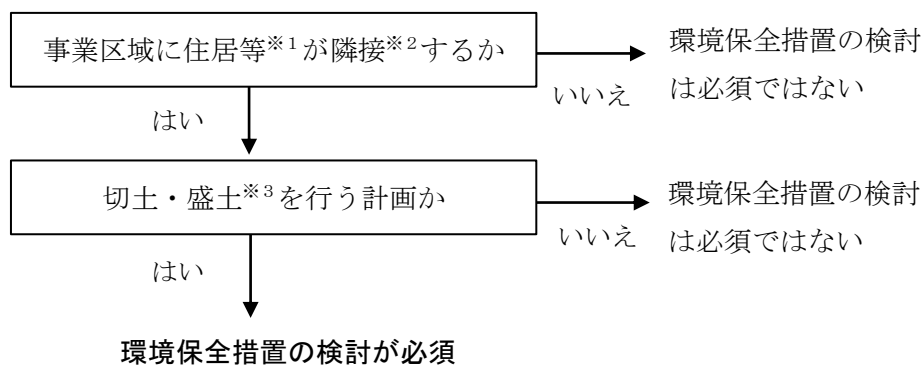 事業区域に住居等※1が隣接※2するか
環境保全措置の検討
は必須ではない
いいえ
はい
切土・盛土※3を行う計画か
環境保全措置の検討
は必須ではない
いいえ
はい
環境保全措置の検討が必須